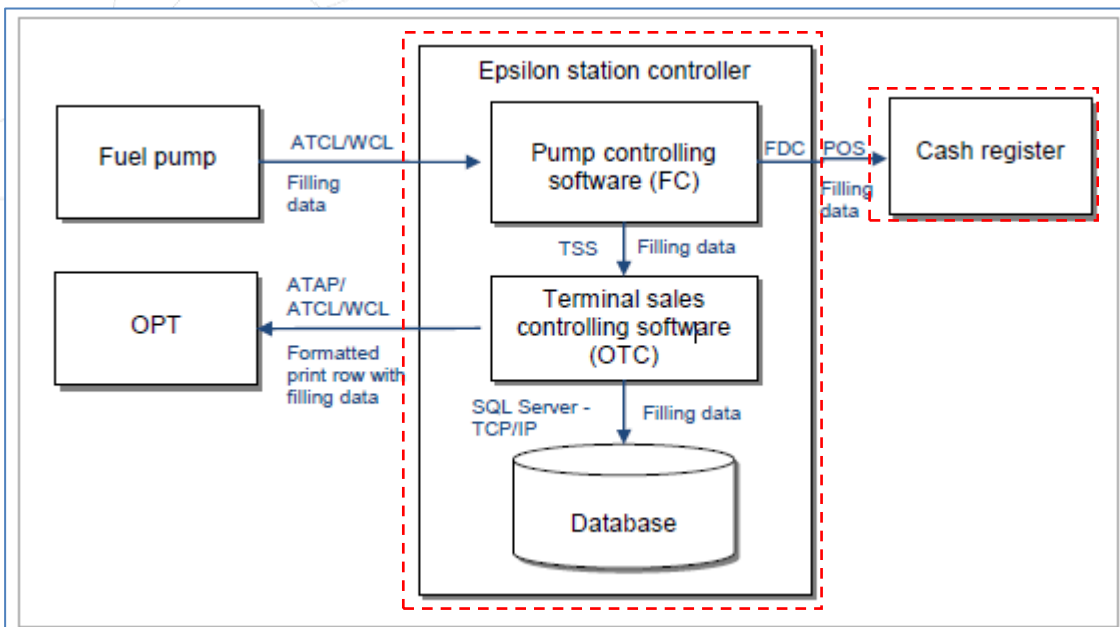 Epsilon station controller
Fuel pump
ATCL/WCL
Filling
data
Pump controlling
software (FC)
FDC
POS
Filling
data
Cash register
TSS
Filling data
OPT
ATAP/
ATCL/WCL
Formatted
print row with
filling data
Terminal sales
controlling software
(OTC)
SQL Server -
TCP/IP
Filling data
Database